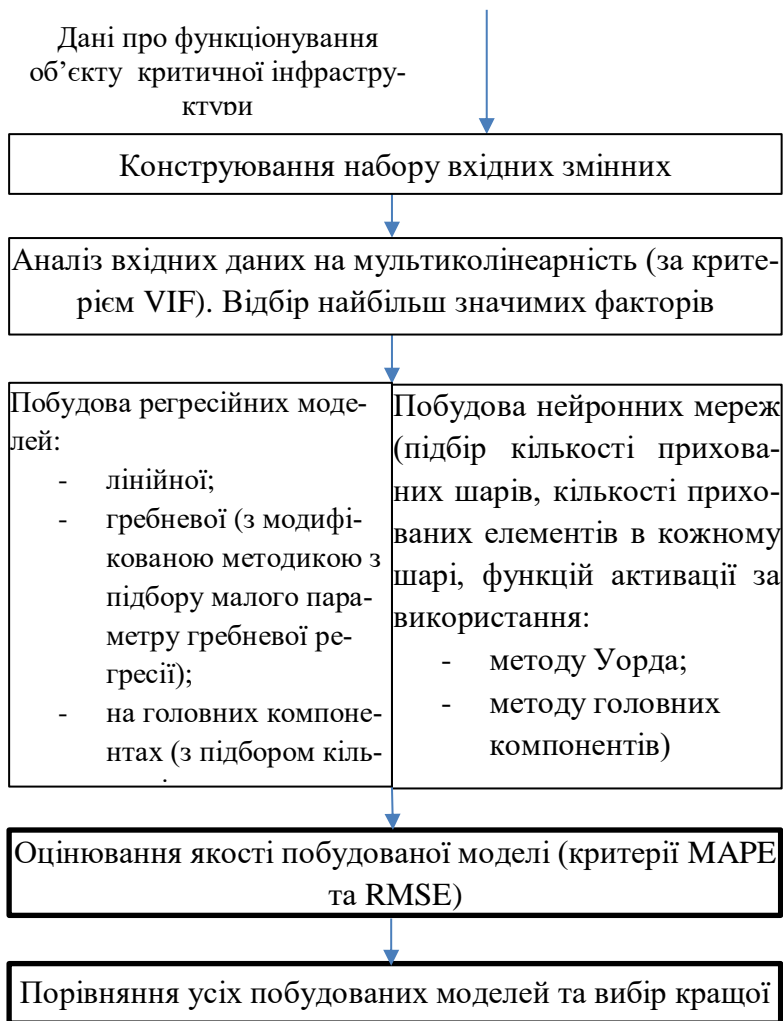 Дані про функціонування
об’єкту критичної інфрастру-
ктури
Конструювання набору вхідних змінних
Аналіз вхідних даних на мультиколінеарність (за крите-
рієм VIF). Відбір найбільш значимих факторів
Побудова регресійних моде-
лей:
- лінійної;
- гребневої (з модифі-
кованою методикою з
підбору малого пара-
метру гребневої ре-
гресії);
- на головних компоне-
нтах (з підбором кіль-
Побудова нейронних мереж
(підбір кількості прихова-
них шарів, кількості прихо-
ваних елементів в кожному
шарі, функцій активації за
використання:
- методу Уорда;
- методу головних
компонентів)
Оцінювання якості побудованої моделі (критерії MAPE
та RMSE)
Порівняння усіх побудованих моделей та вибір кращої